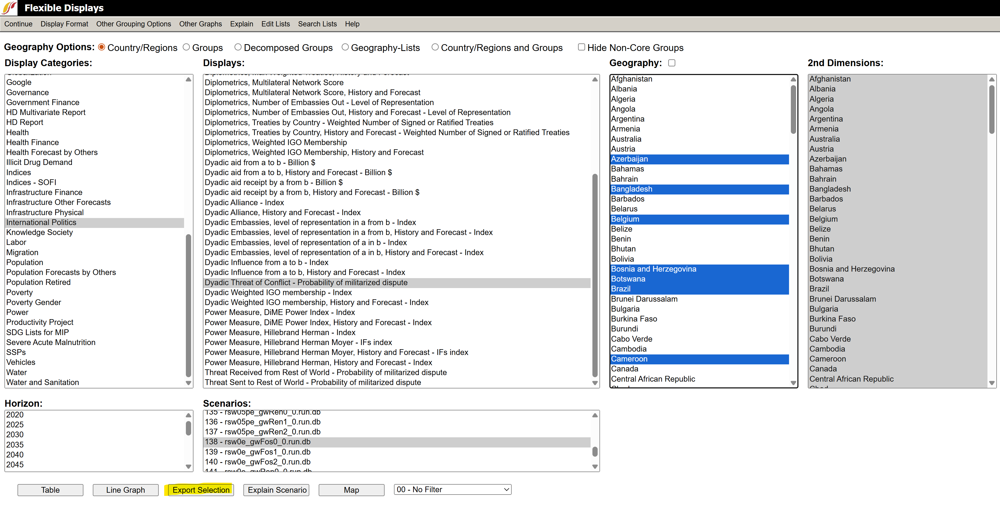 Flexible Displays
Continue Display Format Other Grouping Options Other Graphs Explain Edit Lists Search Lists Help
Geography Options: Country/Regions Groups Decomposed Groups Geography-Lists Country/Regions and Groups Hide Non-Core Groups
Display Categories:
Globalization
Google
Governance
Government Finance
HD Multivariate Report
HD Report
Health
Health Finance
Health Forecast by Others
Illicit Drug Demand
Indices
Indices - SOFI
Infrastructure Finance
Infrastructure Other Forecasts
Infrastructure Physical
International Politics
Knowledge Society
Labor
Migration
Population
Population Forecasts by Others
Population Retired
Poverty
Poverty Gender
Power
Productivity Project
SDG Lists for MIP
Severe Acute Malnutrition
SSPs
Vehicles
Water
Water and Sanitation
Displays:
Diplometrics, Max Weighted Treaties, History and Forecast
Diplometrics, Multilateral Network Score
Diplometrics, Multilateral Network Score, History and Forecast
Diplometrics, Number of Embassies Out - Level of Representation
Diplometrics, Number of Embassies Out, History and Forecast - Level of Representation
Diplometrics, Treaties by Country - Weighted Number of Signed or Ratified Treaties
Diplometrics, Treaties by Country, History and Forecast - Weighted Number of Signed or Ratified Treaties
Diplometrics, Weighted IGO Membership
Diplometrics, Weighted IGO Membership, History and Forecast
Dyadic aid from a to b - Billion $
Dyadic aid from a to b, History and Forecast - Billion $
Dyadic aid receipt by a from b - Billion $
Dyadic aid receipt by a from b, History and Forecast - Billion $
Dyadic Alliance - Index
Dyadic Alliance, History and Forecast - Index
Dyadic Embassies, level of representation in a from b - Index
Dyadic Embassies, level of representation in a from b, History and Forecast - Index
Dyadic Embassies, level of representation of a in b - Index
Dyadic Embassies, level of representation of a in b, History and Forecast - Index
Dyadic Influence from a to b - Index
Dyadic Influence from a to b, History and Forecast - Index
Dyadic Threat of Conflict - Probability of militarized dispute
Dyadic Weighted IGO membership - Index
Dyadic Weighted IGO membership, History and Forecast - Index
Power Measure, DiME Power Index - Index
Power Measure, DiME Power Index, History and Forecast - Index
Power Measure, Hillebrand Herman - Index
Power Measure, Hillebrand Herman Moyer - IFs index
Power Measure, Hillebrand Herman Moyer, History and Forecast - IFs index
Power Measure, Hillebrand Herman, History and Forecast - Index
Threat Received from Rest of World - Probability of militarized dispute
Threat Sent to Rest of World - Probability of militarized dispute
Geography:
Afghanistan
Albania
Algeria
Angola
Argentina
Armenia
Australia
Austria
Azerbaijan
Bahamas
Bahrain
Bangladesh
Barbados
Belarus
Belgium
Belize
Benin
Bhutan
Bolivia
Bosnia and Herzegovina
Botswana
Brazil
Brunei Darussalam
Bulgaria
Burkina Faso
Burundi
Cabo Verde
Cambodia
Cameroon
Canada
Central African Republic
2nd Dimensions:
Afghanistan
Albania
Algeria
Angola
Argentina
Armenia
Australia
Austria
Azerbaijan
Bahamas
Bahrain
Bangladesh
Barbados
Belarus
Belgium
Belize
Benin
Bhutan
Bolivia
Bosnia and Herzegovina
Botswana
Brazil
Brunei Darussalam
Bulgaria
Burkina Faso
Burundi
Cabo Verde
Cambodia
Cameroon
Canada
Central African Republic
Chad
Horizon:
2020
2025
2030
2035
2040
2045
Scenarios:
135 - rsw05pe_gwRen0_0.run.db
136 - rsw05pe_gwRen1_0.run.db
137 - rsw05pe_gwRen2_0.run.db
138 - rsw0e_gwFos0_0.run.db
139 - rsw0e_gwFos1_0.run.db
140 - rsw0e_gwFos2_0.run.db
141 - rsw0e_gwRen0_0.run.db
Table Line Graph Export Selection Explain Scenario Map 00 - No Filter